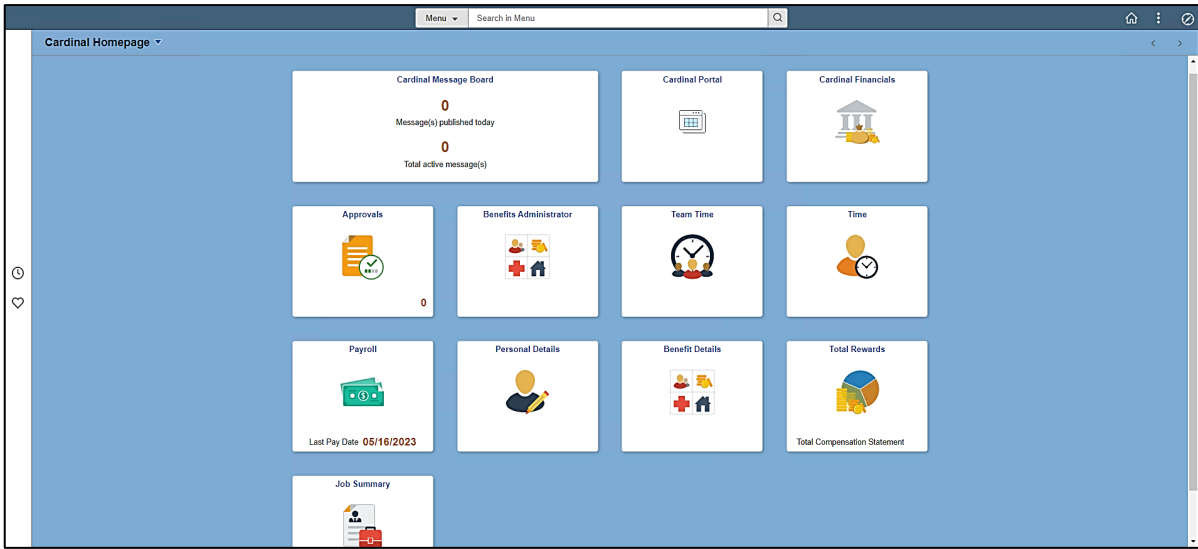 Menu
Search in Menu
Cardinal Homepage
Cardinal Message Board
0
Message(s) published today
0
Total active message(s)
Cardinal Portal
Cardinal Financials
Approvals
0
Benefits Administrator
Team Time
Time
Payroll
Last Pay Date 05/16/2023
Personal Details
Benefit Details
Total Rewards
Total Compensation Statement
Job Summary